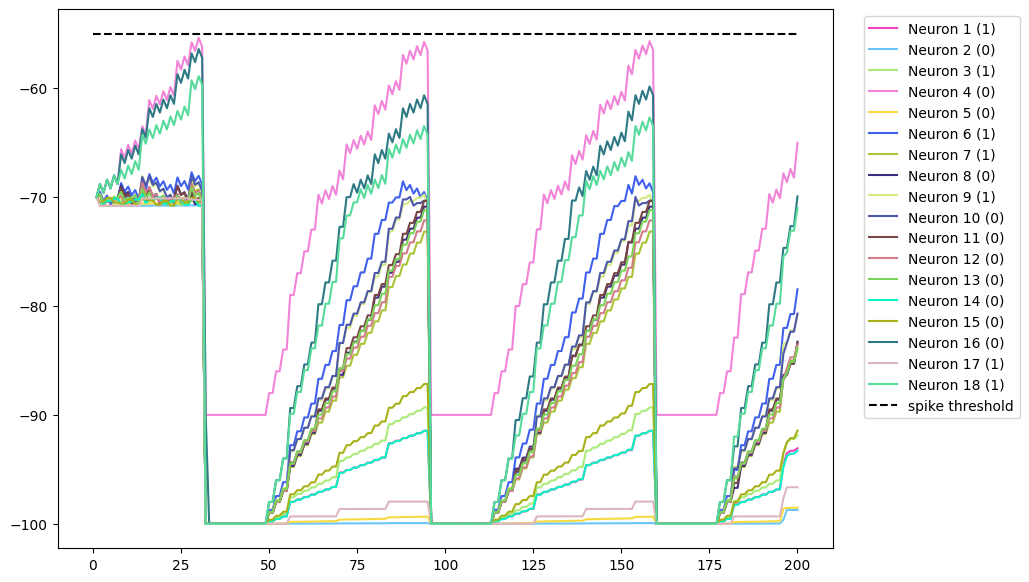 −60
−70
−80
−90
−100
0
25
50
75
100
125
150
175
200
Neuron 1 (1)
Neuron 2 (0)
Neuron 3 (1)
Neuron 4 (0)
Neuron 5 (0)
Neuron 6 (1)
Neuron 7 (1)
Neuron 8 (0)
Neuron 9 (1)
Neuron 10 (0)
Neuron 11 (0)
Neuron 12 (0)
Neuron 13 (0)
Neuron 14 (0)
Neuron 15 (0)
Neuron 16 (0)
Neuron 17 (1)
Neuron 18 (1)
spike threshold